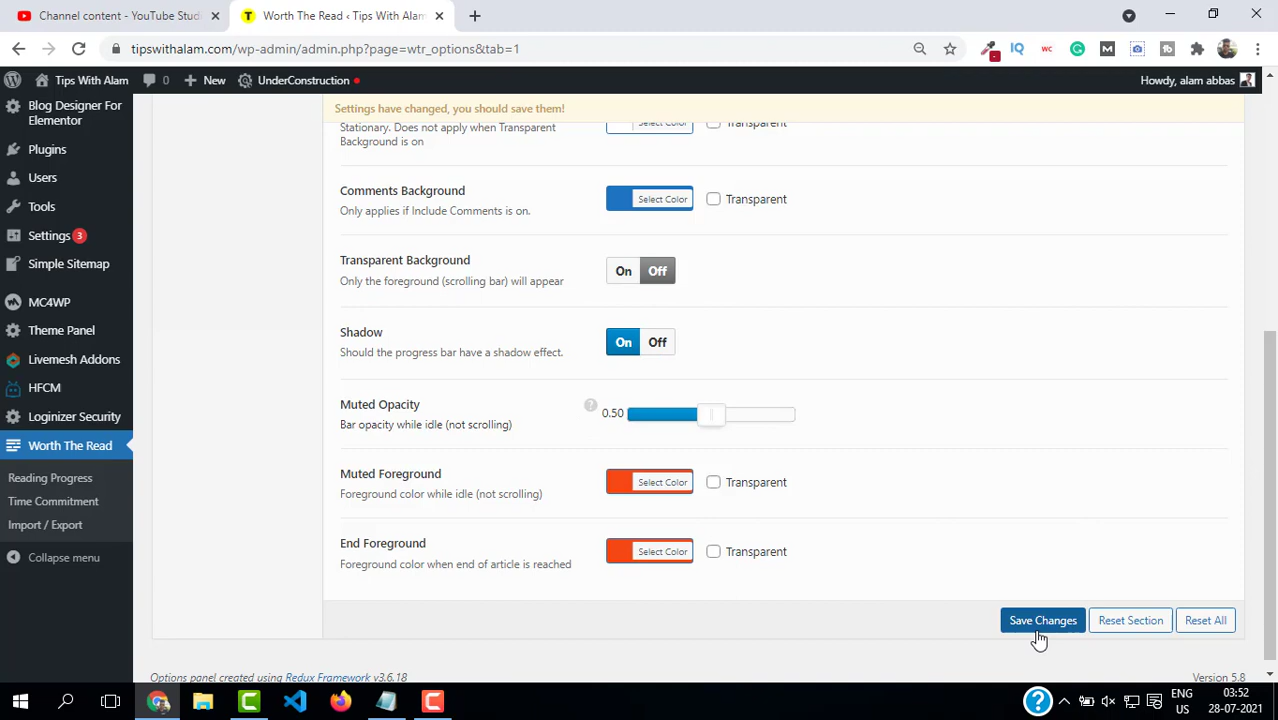 Channel content - YouTube Stud
Worth The Read ‹ Tips With Alam
tipswithalam.com/wp-admin/admin.php?page=wtr_options&tab=1
Tips With Alam
0
New
UnderConstruction
Howdy, alam abbas
Blog Designer For
Elementor
Plugins
Users
Tools
Settings 3
Simple Sitemap
MC4WP
Theme Panel
Livemesh Addons
HFCM
Loginizer Security
Worth The Read
Reading Progress
Time Commitment
Import / Export
Collapse menu
Settings have changed, you should save them!
Stationary. Does not apply when Transparent
Background is on
Select Color
Transparent
Comments Background
Only applies if Include Comments is on.
Select Color
Transparent
Transparent Background
Only the foreground (scrolling bar) will appear
On Off
Shadow
Should the progress bar have a shadow effect.
On Off
Muted Opacity
Bar opacity while idle (not scrolling)
?
0.50
Muted Foreground
Foreground color while idle (not scrolling)
Select Color
Transparent
End Foreground
Foreground color when end of article is reached
Select Color
Transparent
Save Changes
Reset Section
Reset All
Options panel created using Redux Framework v3.6.18
Version 5.8
ENG
US
03:52
28-07-2021